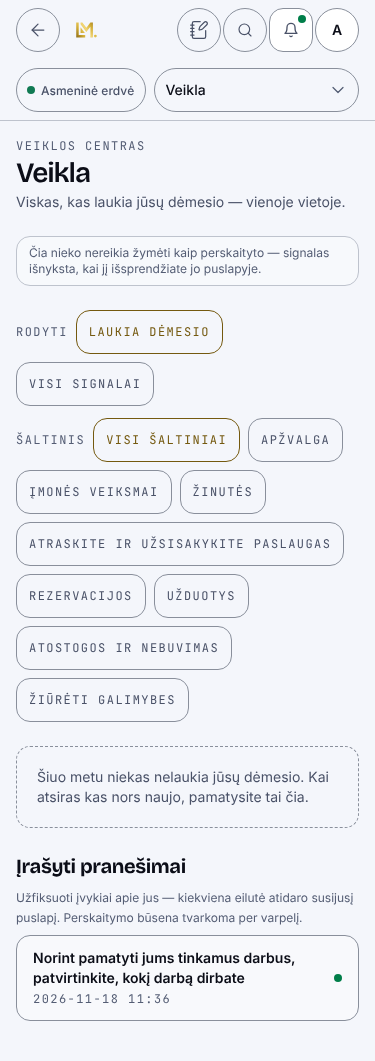 LM.
A
Asmeninė erdvė
Veikla
VEIKLOS CENTRAS
Veikla
Viskas, kas laukia jūsų dėmesio — vienoje vietoje.
Čia nieko nereikia žymėti kaip perskaityto — signalas
išnyksta, kai jį išsprendžiate jo puslapyje.
RODYTI LAUKIA DĖMESIO
VISI SIGNALAI
ŠALTINIS VISI ŠALTINIAI APŽVALGA
ĮMONĖS VEIKSMAI ŽINUTĖS
ATRASKITE IR UŽSISAKYKITE PASLAUGAS
REZERVACIJOS UŽDUOTYS
ATOSTOGOS IR NEBUVIMAS
ŽIŪRĖTI GALIMYBES
Šiuo metu niekas nelaukia jūsų dėmesio. Kai
atsiras kas nors naujo, pamatysite tai čia.
Įrašyti pranešimai
Užfiksuoti įvykiai apie jus — kiekviena eilutė atidaro susijusį
puslapį. Perskaitymo būsena tvarkoma per varpelį.
Norint pamatyti jums tinkamus darbus,
patvirtinkite, kokį darbą dirbate
2026-11-18 11:36